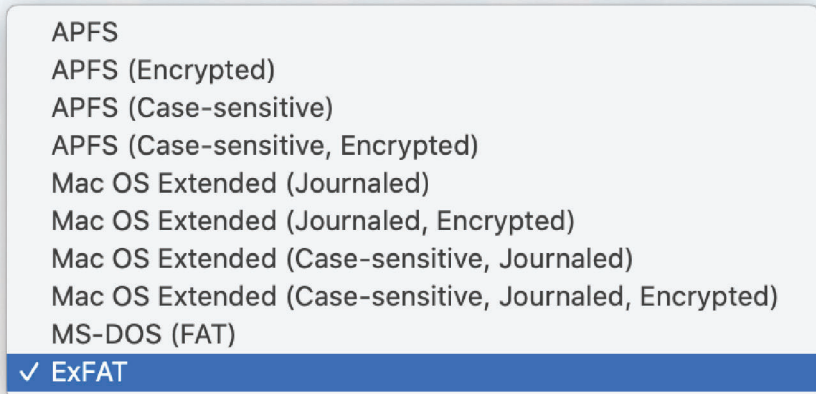 APFS
APFS (Encrypted)
APFS (Case-sensitive)
APFS (Case-sensitive, Encrypted)
Mac OS Extended (Journaled)
Mac OS Extended (Journaled, Encrypted)
Mac OS Extended (Case-sensitive, Journaled)
Mac OS Extended (Case-sensitive, Journaled, Encrypted)
MS-DOS (FAT)
✓ ExFAT